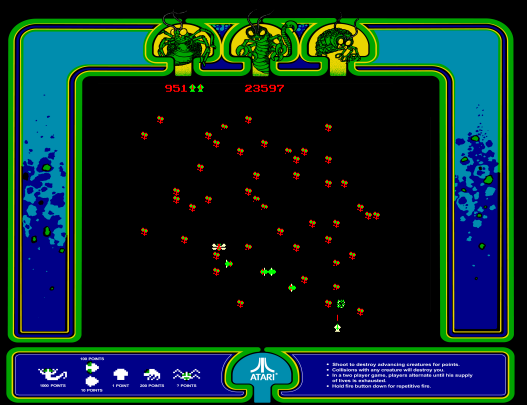 951 23597
100 POINTS
1000 POINTS
10 POINTS
1 POINT
200 POINTS
? POINTS
ATARI
• Shoot to destroy advancing creatures for points.
• Collisions with any creature will destroy you.
• In a two player game, players alternate until his supply
of lives is exhausted.
• Hold fire button down for repetitive fire.